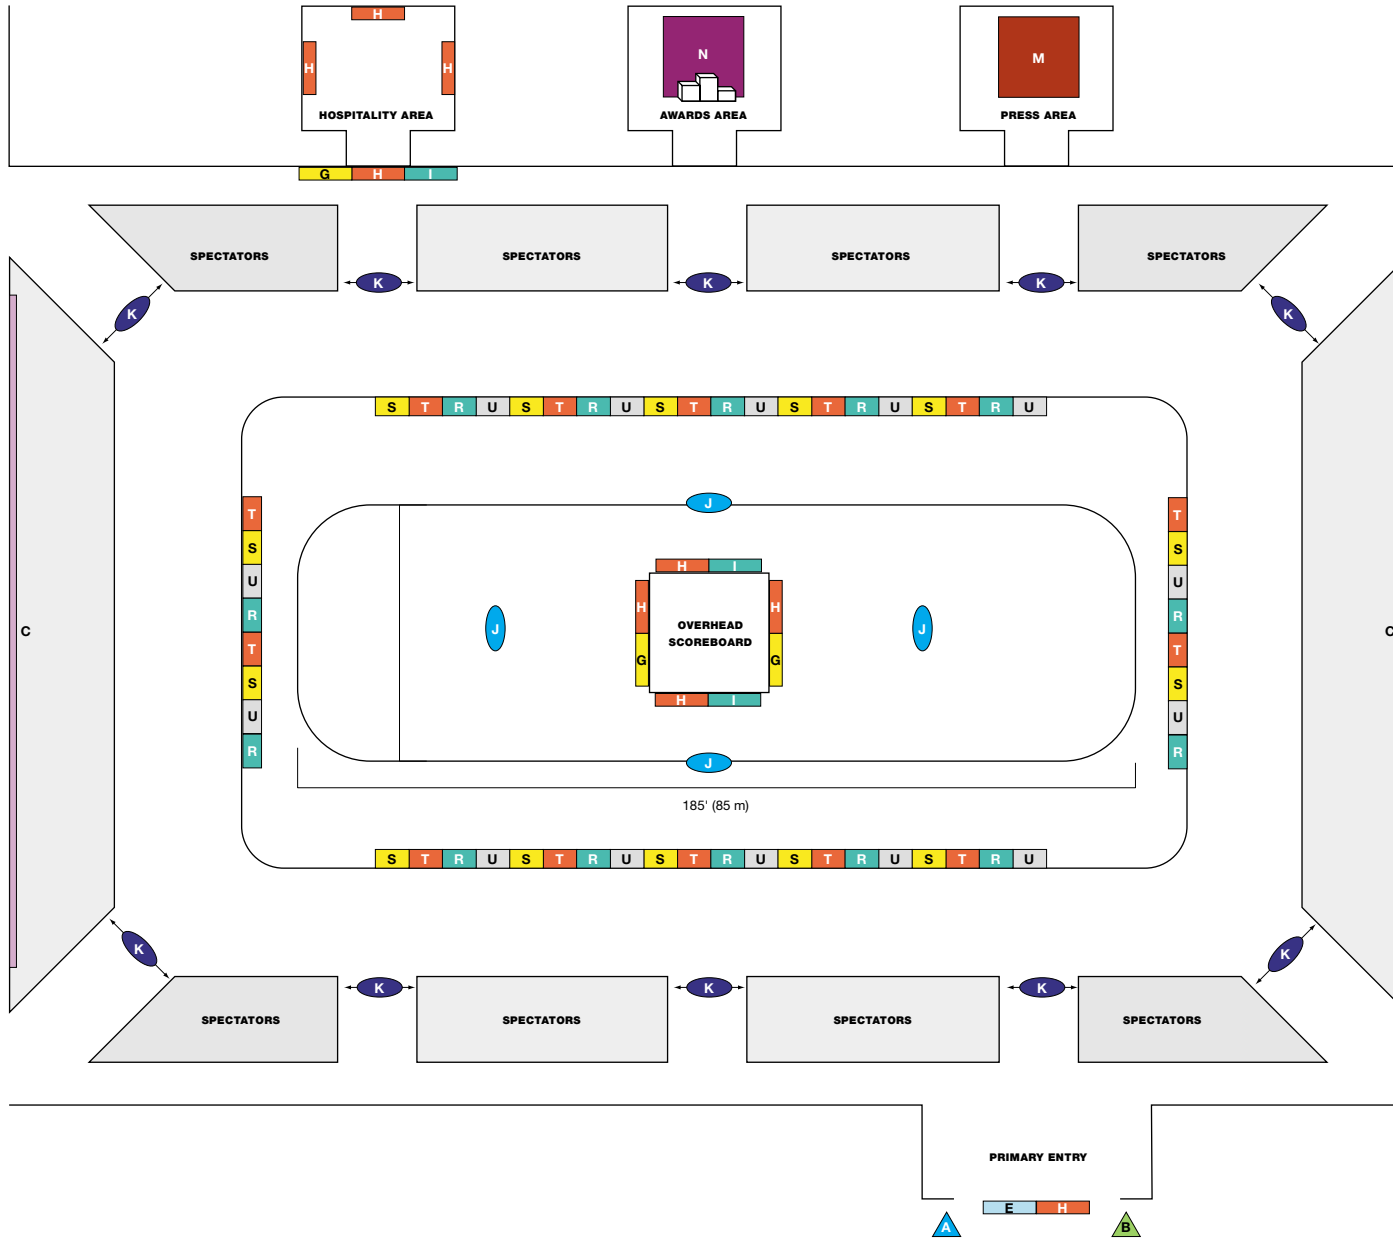 H
H
H
HOSPITALITY AREA
G H I
N
AWARDS AREA
M
PRESS AREA
SPECTATORS
SPECTATORS
SPECTATORS
SPECTATORS
K
K
K
K
K
C
C
S T R U S T R U S T R U S T R U S T R U
T
S
U
R
T
S
U
R
J
J
J
J
H I
H
G
OVERHEAD
SCOREBOARD
H
G
H I
T
S
U
R
T
S
U
R
185' (85 m)
S T R U S T R U S T R U S T R U S T R U
K
K
K
K
K
SPECTATORS
SPECTATORS
SPECTATORS
SPECTATORS
PRIMARY ENTRY
A
E H
B